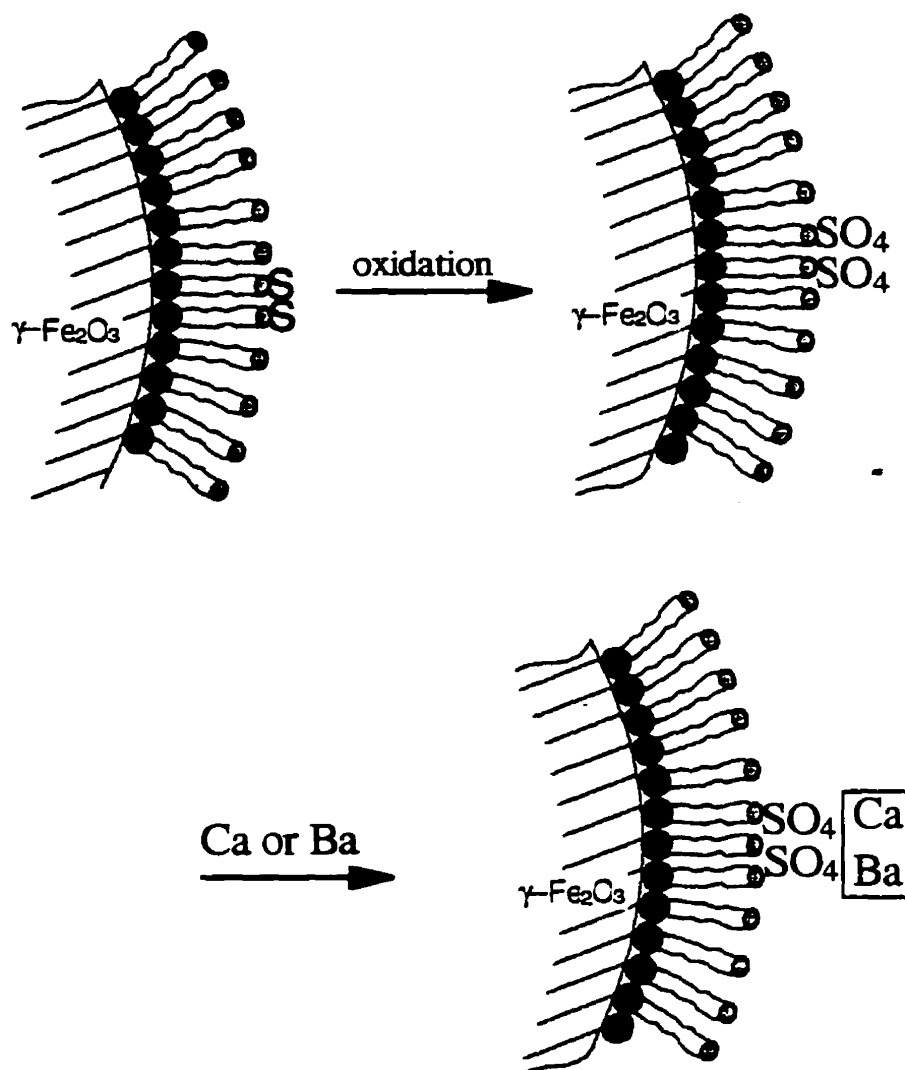 S
S
γ-Fe₂O₃
oxidation
SO₄
SO₄
γ-Fe₂O₃
Ca or Ba
γ-Fe₂O₃
SO₄
SO₄
Ca
Ba